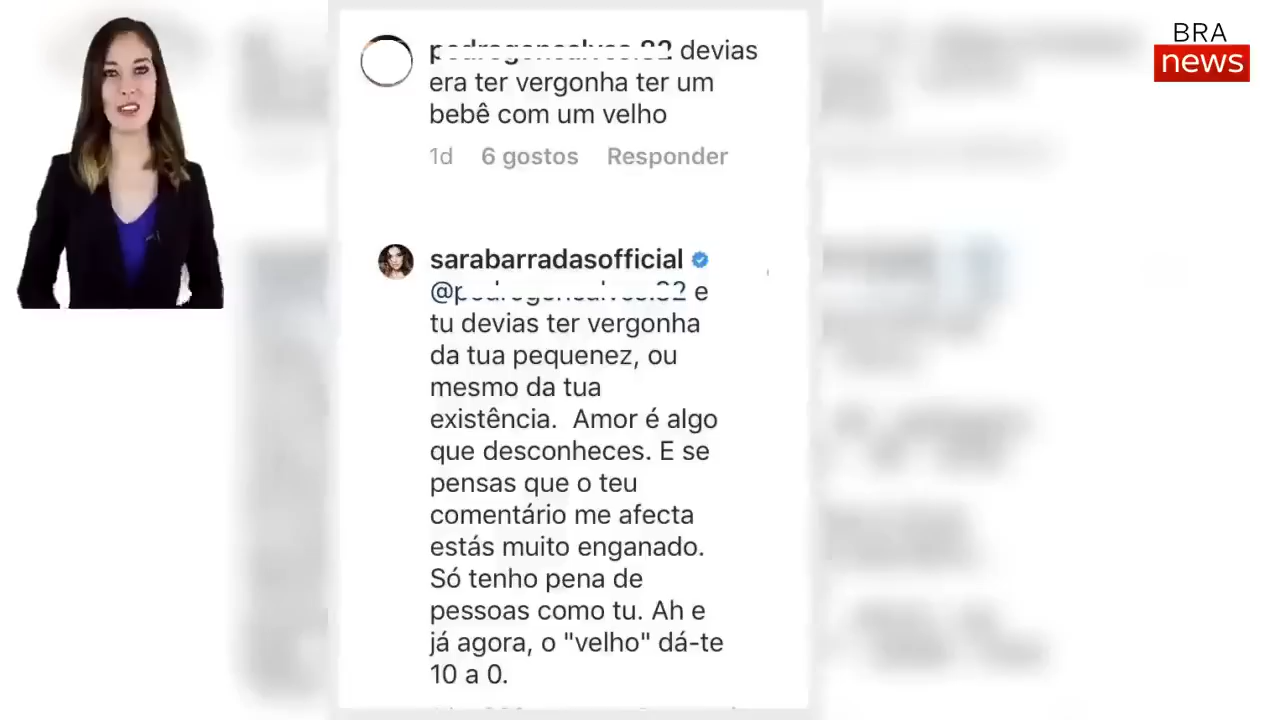 BRA
news
devias
era ter vergonha ter um
bebê com um velho
1d 6 gostos Responder
sarabarradasofficial
e
tu devias ter vergonha
da tua pequenez, ou
mesmo da tua
existência. Amor é algo
que desconheces. E se
pensas que o teu
comentário me afecta
estás muito enganado.
Só tenho pena de
pessoas como tu. Ah e
já agora, o "velho" dá-te
10 a 0.